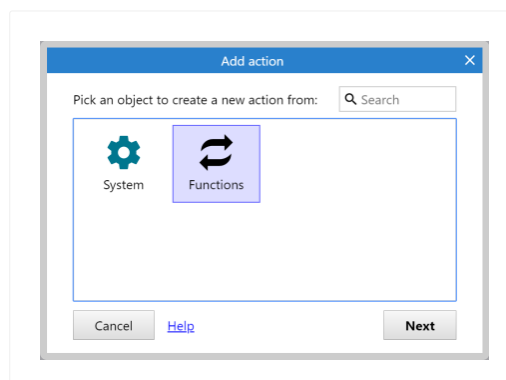 Add action
Pick an object to create a new action from:
Search
System
Functions
Cancel
Help
Next